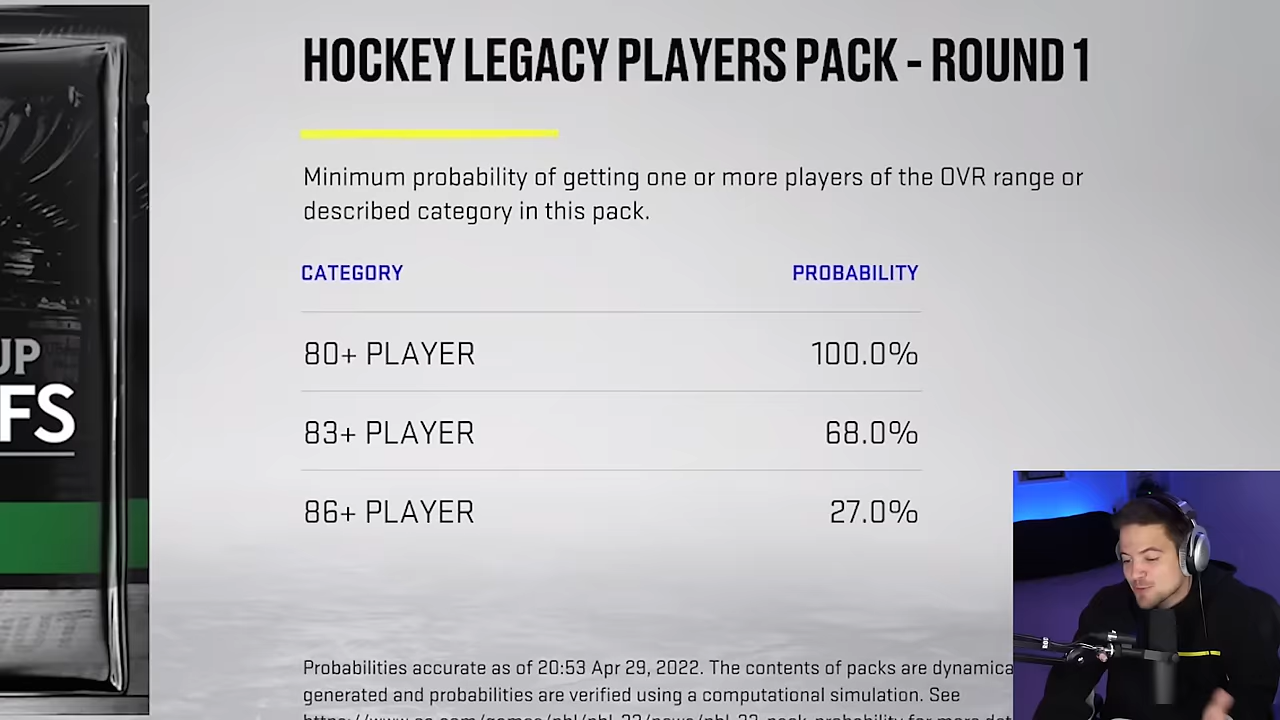 HOCKEY LEGACY PLAYERS PACK - ROUND 1
Minimum probability of getting one or more players of the OVR range or
described category in this pack.
CATEGORY PROBABILITY
80+ PLAYER 100.0%
83+ PLAYER 68.0%
86+ PLAYER 27.0%
UP
FS
HUT
Probabilities accurate as of 20:53 Apr 29, 2022. The contents of packs are dynamica
generated and probabilities are verified using a computational simulation. See